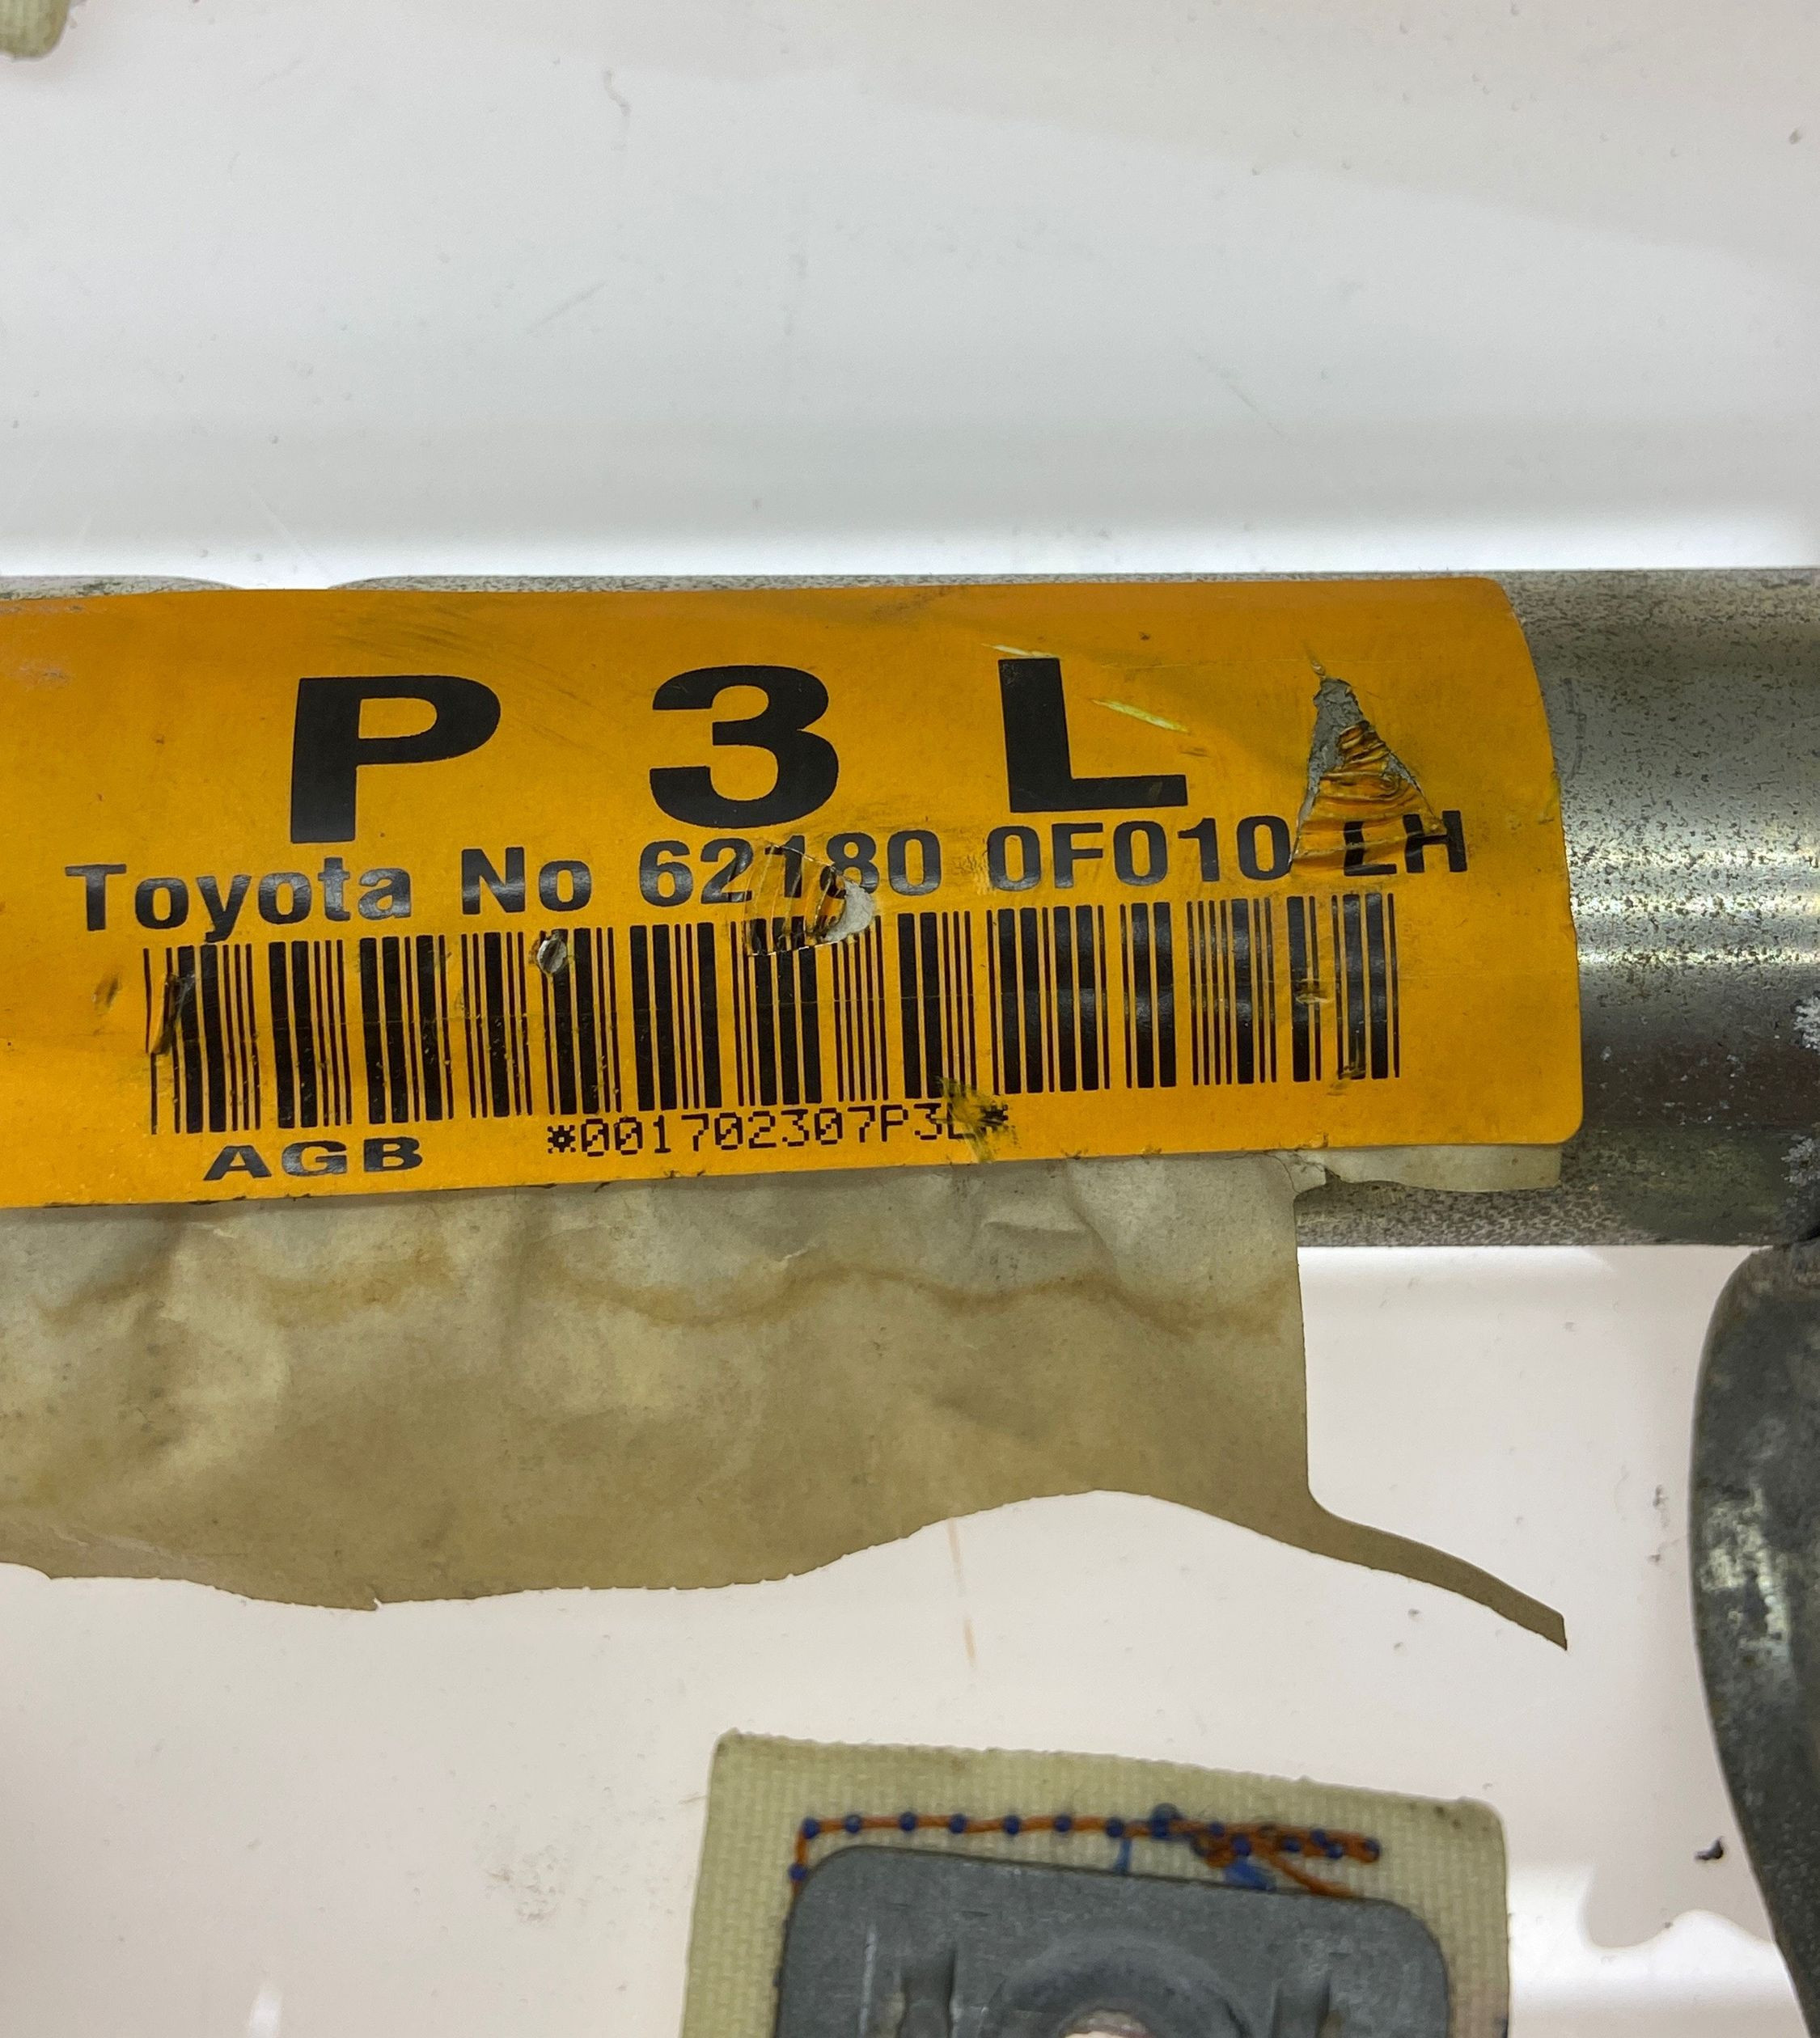 P 3 L
Toyota No 62180 0F010 LH
AGB *001702307P3L*